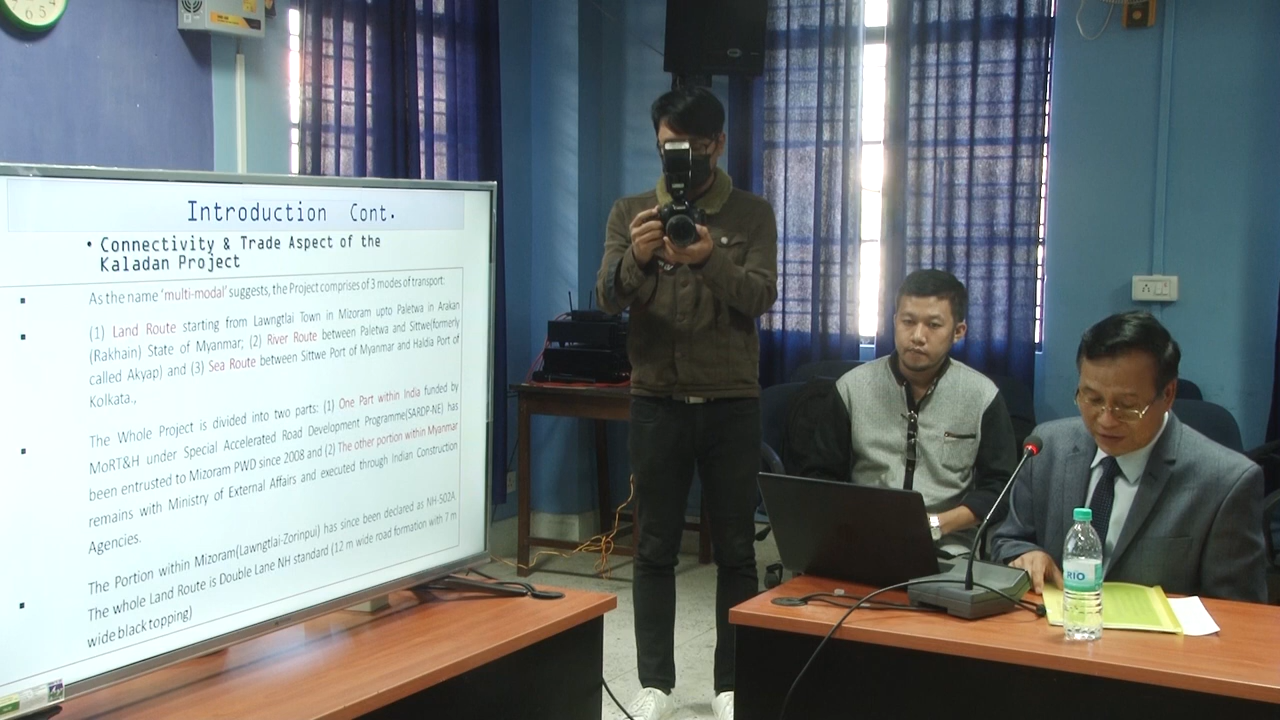 7 6 5
Introduction Cont.
• Connectivity & Trade Aspect of the
Kaladan Project
▪ As the name 'multi-modal' suggests, the Project comprises of 3 modes of transport:
▪ (1) Land Route starting from Lawngtlai Town in Mizoram upto Paletwa in Arakan
(Rakhain) State of Myanmar; (2) River Route between Paletwa and Sittwe(formerly
called Akyap) and (3) Sea Route between Sittwe Port of Myanmar and Haldia Port of
Kolkata.,
▪ The Whole Project is divided into two parts: (1) One Part within India funded by
MoRT&H under Special Accelerated Road Development Programme(SARDP-NE) has
been entrusted to Mizoram PWD since 2008 and (2) The other portion within Myanmar
remains with Ministry of External Affairs and executed through Indian Construction
Agencies.
▪ The Portion within Mizoram(Lawngtlai-Zorinpui) has since been declared as NH-502A
The whole Land Route is Double Lane NH standard (12 m wide road formation with 7 m
wide black topping)
RIO